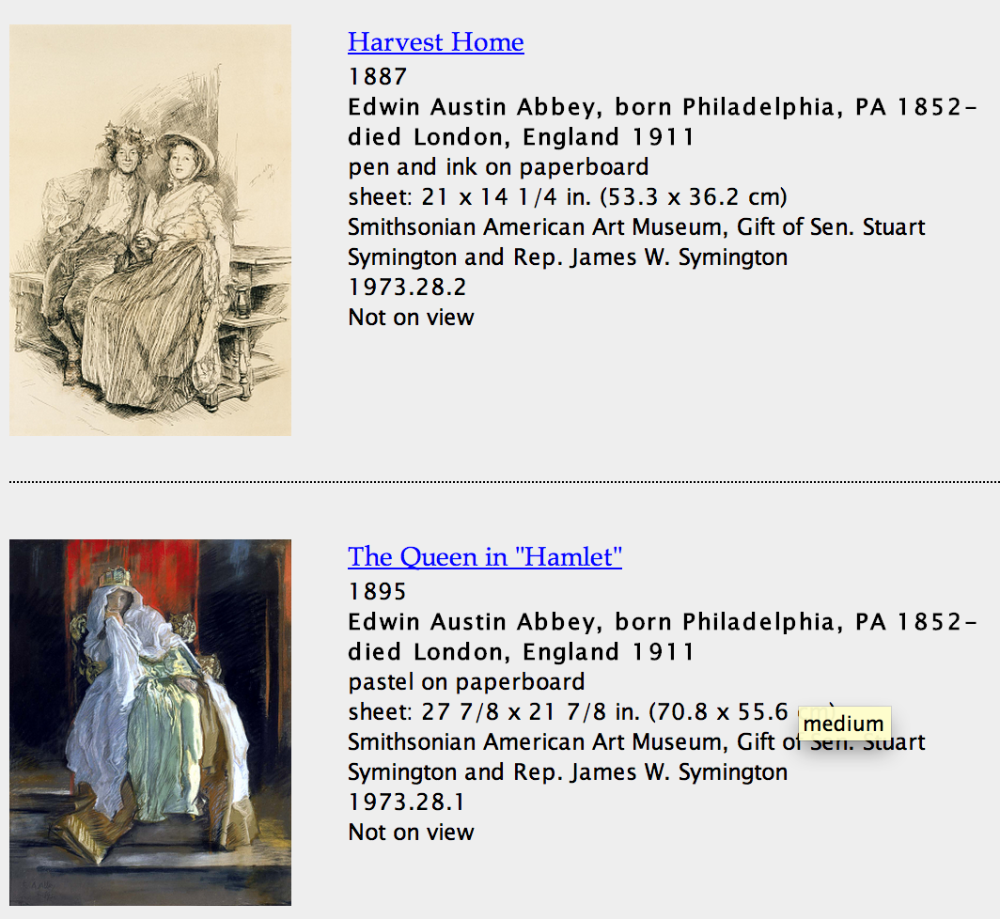 Harvest Home
1887
Edwin Austin Abbey, born Philadelphia, PA 1852-
died London, England 1911
pen and ink on paperboard
sheet: 21 x 14 1/4 in. (53.3 x 36.2 cm)
Smithsonian American Art Museum, Gift of Sen. Stuart
Symington and Rep. James W. Symington
1973.28.2
Not on view
The Queen in "Hamlet"
1895
Edwin Austin Abbey, born Philadelphia, PA 1852-
died London, England 1911
pastel on paperboard
sheet: 27 7/8 x 21 7/8 in. (70.8 x 55.6 cm)
medium
Smithsonian American Art Museum, Gift of Sen. Stuart
Symington and Rep. James W. Symington
1973.28.1
Not on view